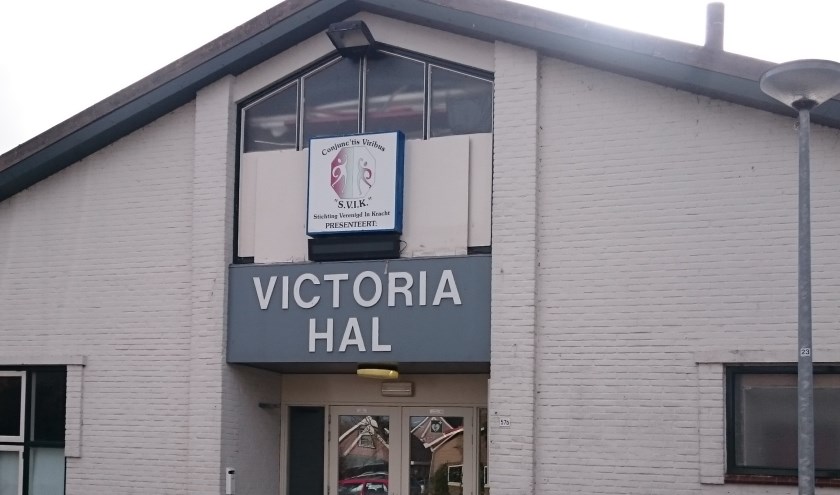 Conjunc'tis Viribus
"S.V.I.K."
Stichting Verenigd In Kracht
PRESENTEERT:
VICTORIA
HAL
23